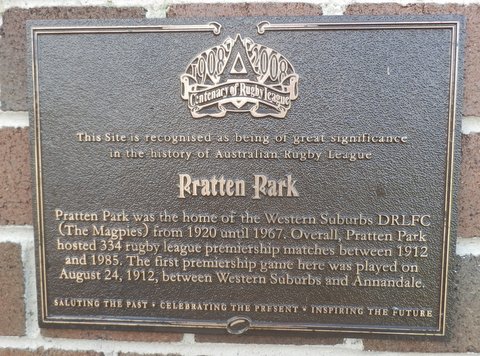 1908 2008
Centenary of Rugby League
This Site is recognised as being of great significance
in the history of Australian Rugby League
Pratten Park
Pratten Park was the home of the Western Suburbs DRLFC
(The Magpies) from 1920 until 1967. Overall, Pratten Park
hosted 334 rugby league premiership matches between 1912
and 1985. The first premiership game here was played on
August 24, 1912, between Western Suburbs and Annandale.
SALUTING THE PAST • CELEBRATING THE PRESENT • INSPIRING THE FUTURE